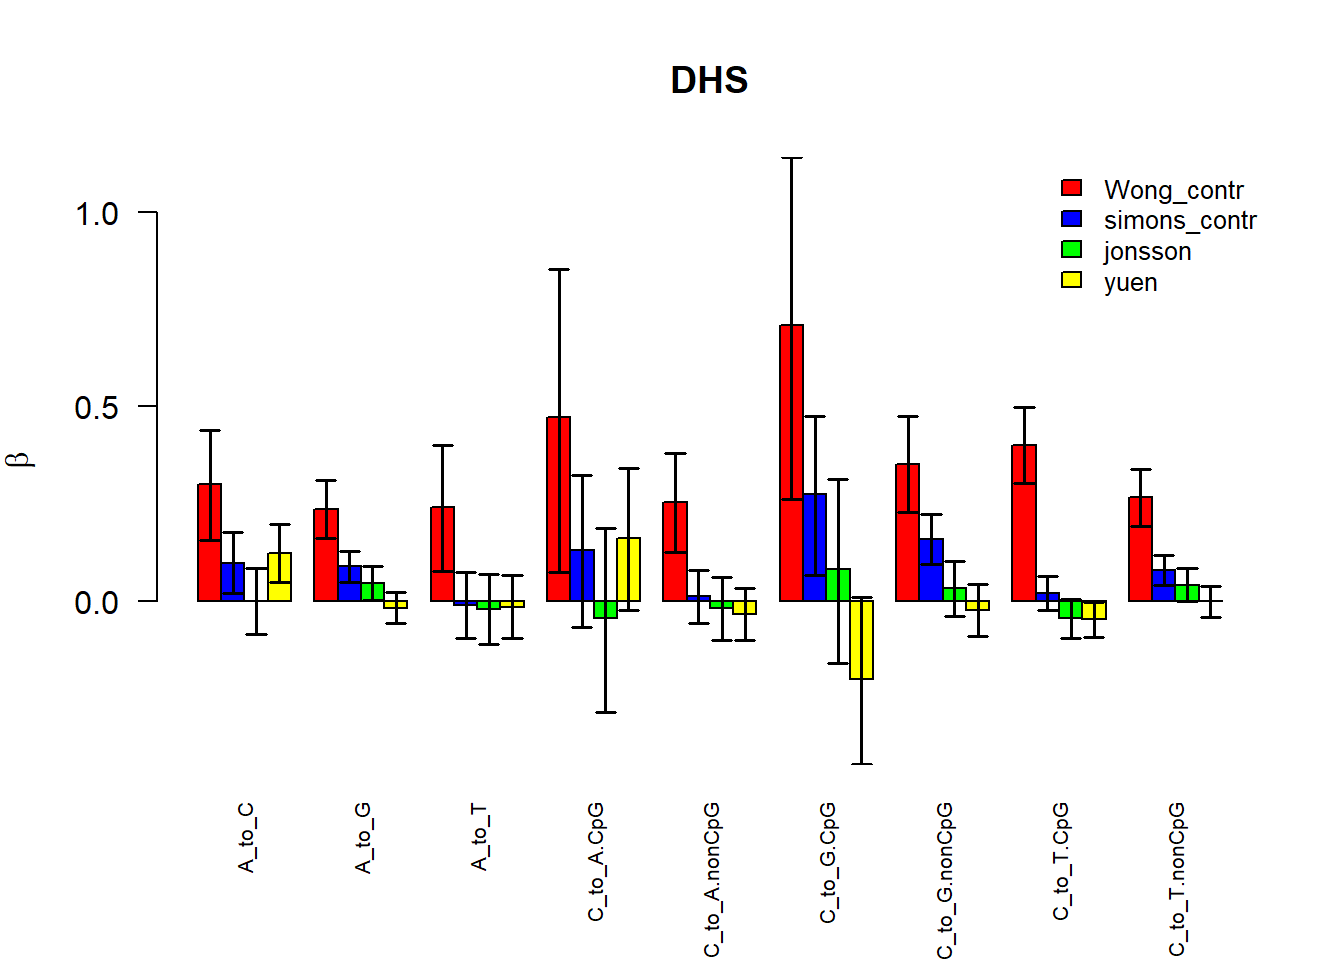 DHS
Wong_contr
simons_contr
jonsson
yuen
1.0
0.5
0.0
β
A_to_C
A_to_G
A_to_T
C_to_A.CpG
C_to_A.nonCpG
C_to_G.CpG
C_to_G.nonCpG
C_to_T.CpG
C_to_T.nonCpG